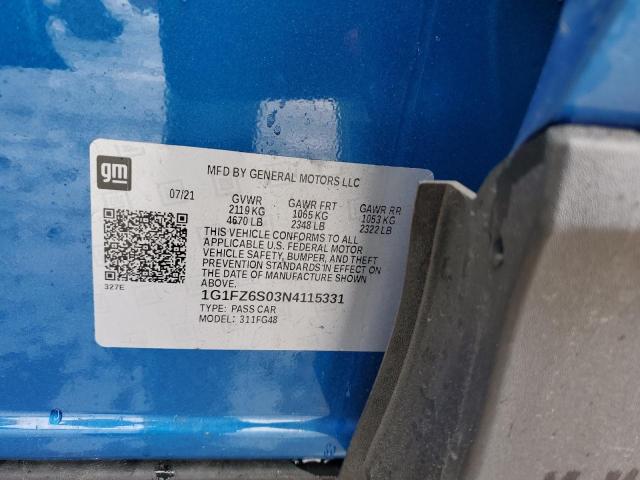 gm
MFD BY GENERAL MOTORS LLC
07/21
GVWR GAWR FRT GAWR RR
2119 KG 1065 KG 1053 KG
4670 LB 2348 LB 2322 LB
THIS VEHICLE CONFORMS TO ALL
APPLICABLE U.S. FEDERAL MOTOR
VEHICLE SAFETY, BUMPER, AND THEFT
PREVENTION STANDARDS IN EFFECT ON
THE DATE OF MANUFACTURE SHOWN
ABOVE.
327E
1G1FZ6S03N4115331
TYPE: PASS CAR
MODEL: 311FG48